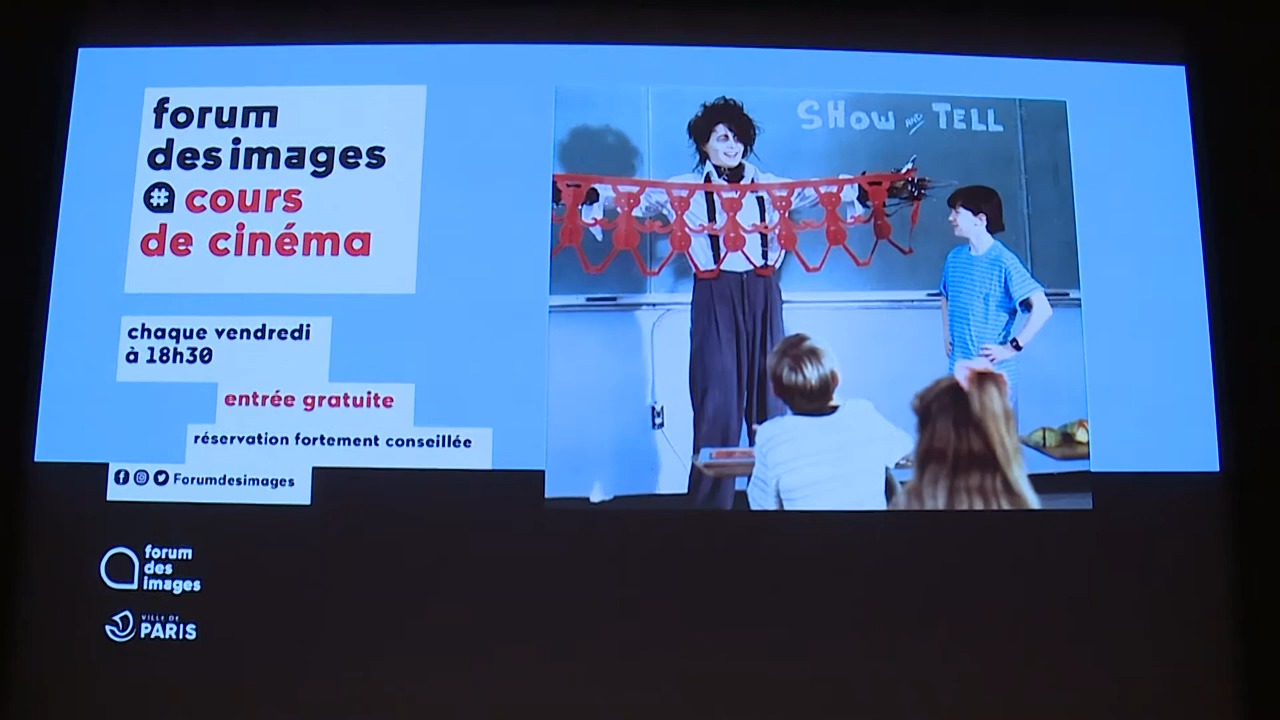 forum
des images
# cours
de cinéma
chaque vendredi
à 18h30
entrée gratuite
réservation fortement conseillée
Forumdesimages
SHOW AND TELL
forum
des
images
VILLE DE
PARIS